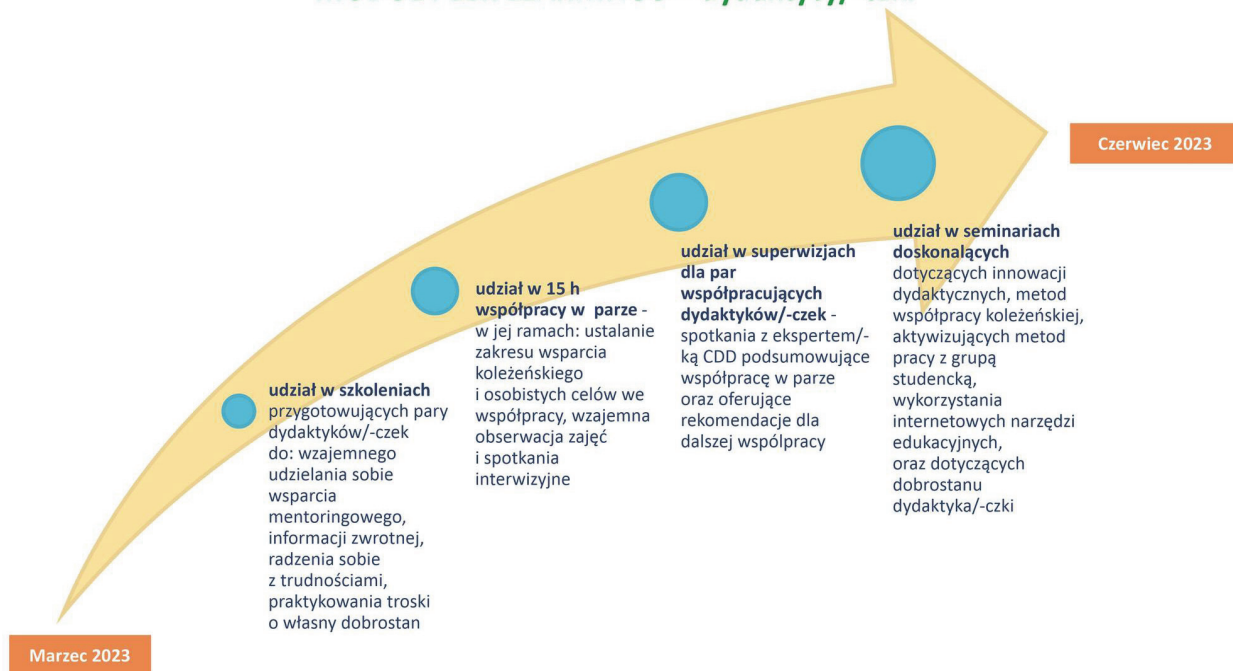 Czerwiec 2023
udział w szkoleniach
przygotowujących pary
dydaktyków/-czek
do: wzajemnego
udzielania sobie
wsparcia
mentoringowego,
informacji zwrotnej,
radzenia sobie
z trudnościami,
praktykowania troski
o własny dobrostan
udział w 15 h
współpracy w parze -
w jej ramach: ustalanie
zakresu wsparcia
koleżeńskiego
i osobistych celów we
współpracy, wzajemna
obserwacja zajęć
i spotkania
interwizyjne
udział w superwizjach
dla par
współpracujących
dydaktyków/-czek -
spotkania z ekspertem/-
ką CDD podsumowujące
współpracę w parze
oraz oferujące
rekomendacje dla
dalszej wspólpracy
udział w seminariach
doskonalących
dotyczących innowacji
dydaktycznych, metod
współpracy koleżeńskiej,
aktywizujących metod
pracy z grupą
studencką,
wykorzystania
internetowych narzędzi
edukacyjnych,
oraz dotyczących
dobrostanu
dydaktyka/-czki
Marzec 2023